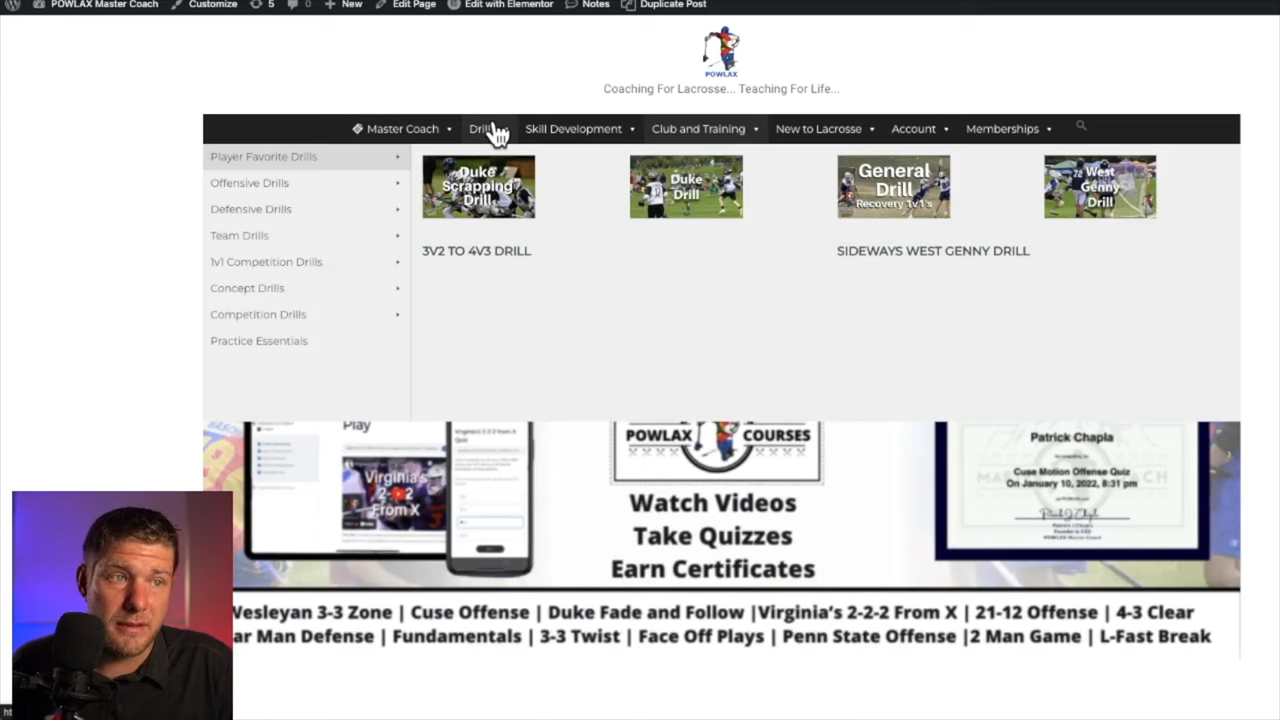 POWLAX Master Coach Customize 5 0 New Edit Page Edit with Elementor Notes Duplicate Post
POWLAX
Coaching For Lacrosse... Teaching For Life...
Master Coach Skill Development Club and Training New to Lacrosse Account Memberships
Player Favorite Drills
Offensive Drills
Defensive Drills
Team Drills
1v1 Competition Drills
Concept Drills
Competition Drills
Practice Essentials
Duke
Scrapping
Drill
Duke
Drill
General
Drill
Recovery 1v1's
West
Genny
Drill
3V2 TO 4V3 DRILL
SIDEWAYS WEST GENNY DRILL
Play
Virginia's
2-2-2
From X
POWLAX COURSES
Watch Videos
Take Quizzes
Earn Certificates
Patrick Chapla
Cuse Motion Offense Quiz
On January 10, 2022, 8:31 pm
Wesleyan 3-3 Zone | Cuse Offense | Duke Fade and Follow |Virginia's 2-2-2 From X | 21-12 Offense | 4-3 Clear
ar Man Defense | Fundamentals | 3-3 Twist | Face Off Plays | Penn State Offense |2 Man Game | L-Fast Break